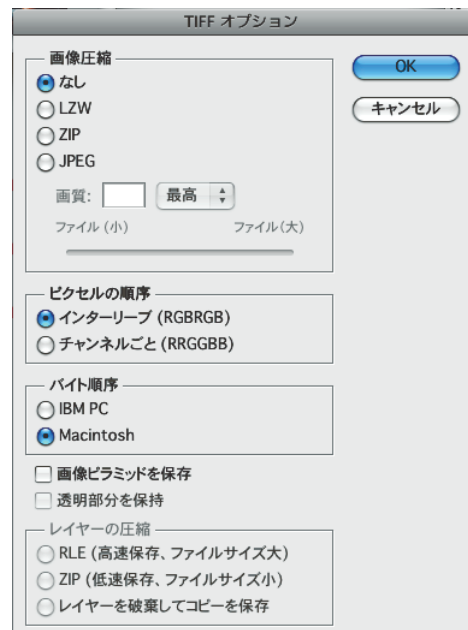 TIFF オプション
画像圧縮
なし
LZW
ZIP
JPEG
画質:
最高
ファイル (小)
ファイル(大)
OK
キャンセル
ピクセルの順序
インターリーブ (RGBRGB)
チャンネルごと (RRGGBB)
バイト順序
IBM PC
Macintosh
画像ピラミッドを保存
透明部分を保持
レイヤーの圧縮
RLE (高速保存、ファイルサイズ大)
ZIP (低速保存、ファイルサイズ小)
レイヤーを破棄してコピーを保存